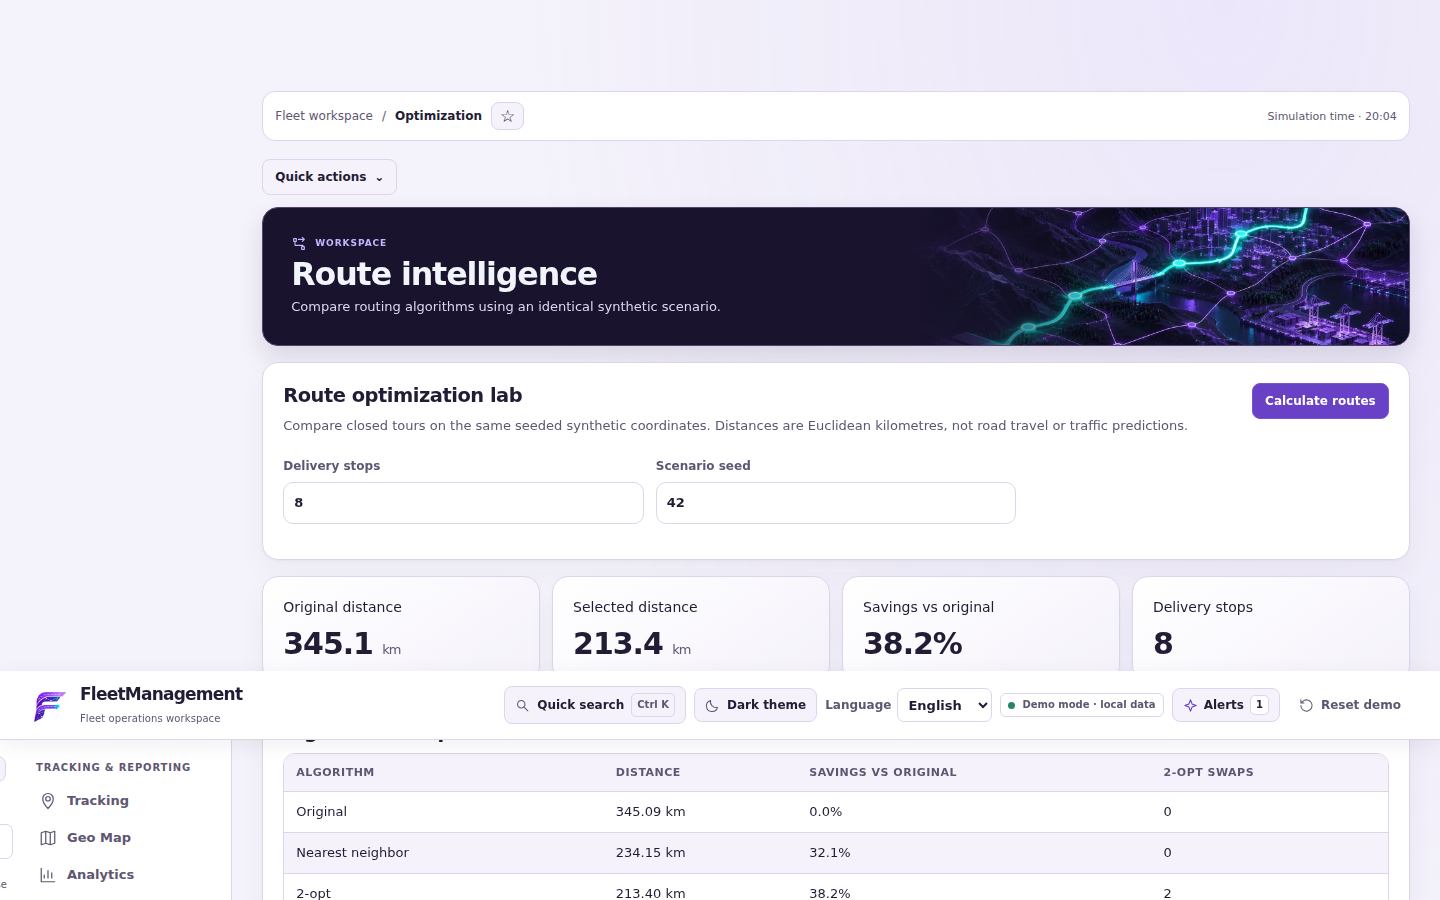 Fleet workspace / Optimization ☆
Simulation time · 20:04
Quick actions
WORKSPACE
Route intelligence
Compare routing algorithms using an identical synthetic scenario.
Route optimization lab
Calculate routes
Compare closed tours on the same seeded synthetic coordinates. Distances are Euclidean kilometres, not road travel or traffic predictions.
Delivery stops
Scenario seed
8
42
Original distance
345.1 km
Selected distance
213.4 km
Savings vs original
38.2%
Delivery stops
8
FleetManagement
Fleet operations workspace
Quick search Ctrl K
Dark theme
Language English
Demo mode · local data
Alerts 1
Reset demo
TRACKING & REPORTING
Tracking
Geo Map
Analytics
ALGORITHM DISTANCE SAVINGS VS ORIGINAL 2-OPT SWAPS
Original 345.09 km 0.0% 0
Nearest neighbor 234.15 km 32.1% 0
2-opt 213.40 km 38.2% 2